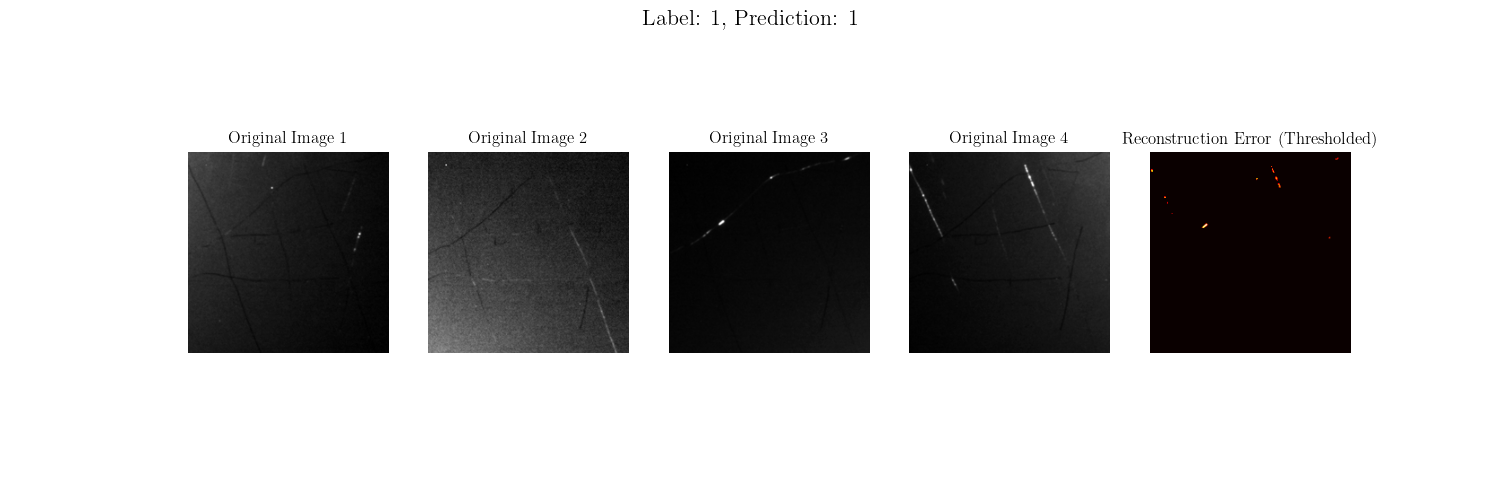 Label: 1, Prediction: 1
Original Image 1
Original Image 2
Original Image 3
Original Image 4
Reconstruction Error (Thresholded)